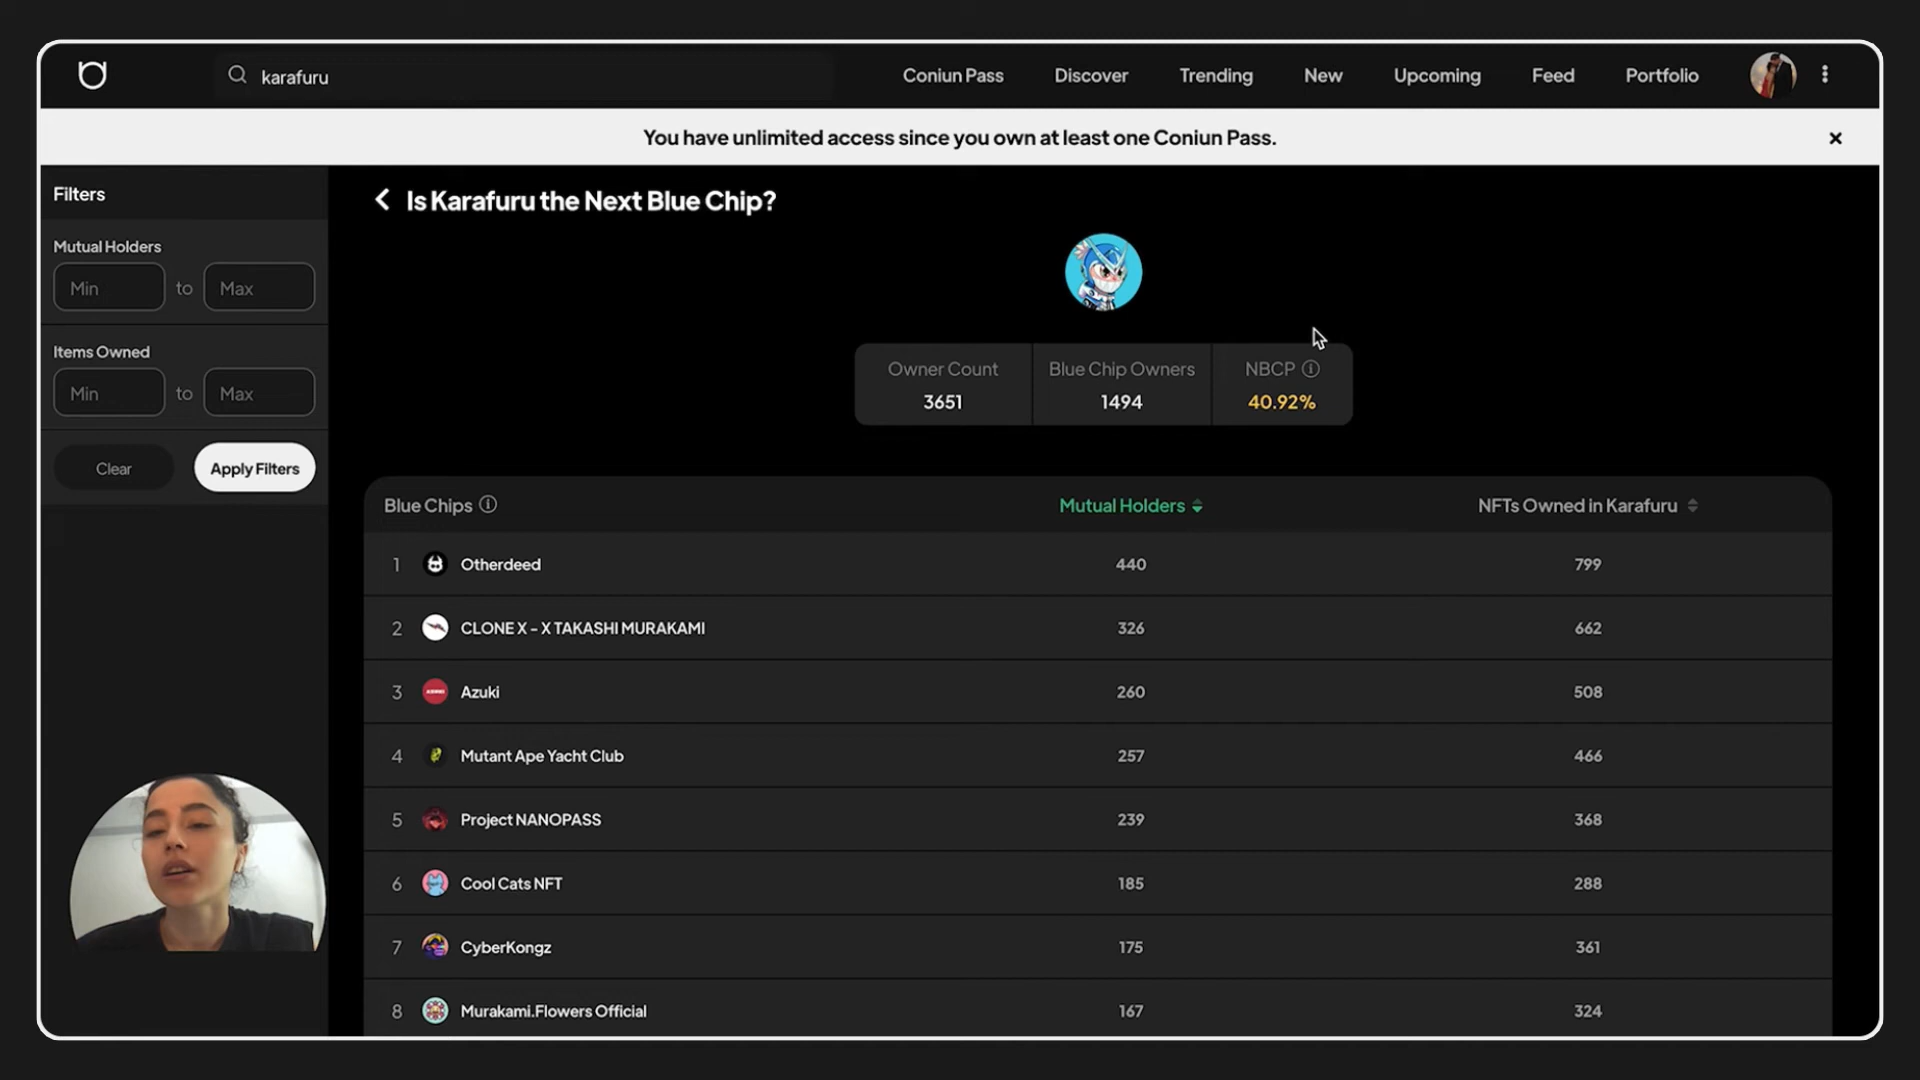 karafuru
Coniun Pass
Discover
Trending
New
Upcoming
Feed
Portfolio
You have unlimited access since you own at least one Coniun Pass.
Filters
Mutual Holders
Min to Max
Items Owned
Min to Max
Clear
Apply Filters
Is Karafuru the Next Blue Chip?
Owner Count
3651
Blue Chip Owners
1494
NBCP
40.92%
Blue Chips Mutual Holders NFTs Owned in Karafuru
1 Otherdeed 440 799
2 CLONE X - X TAKASHI MURAKAMI 326 662
3 Azuki 260 508
4 Mutant Ape Yacht Club 257 466
5 Project NANOPASS 239 368
6 Cool Cats NFT 185 288
7 CyberKongz 175 361
8 Murakami.Flowers Official 167 324